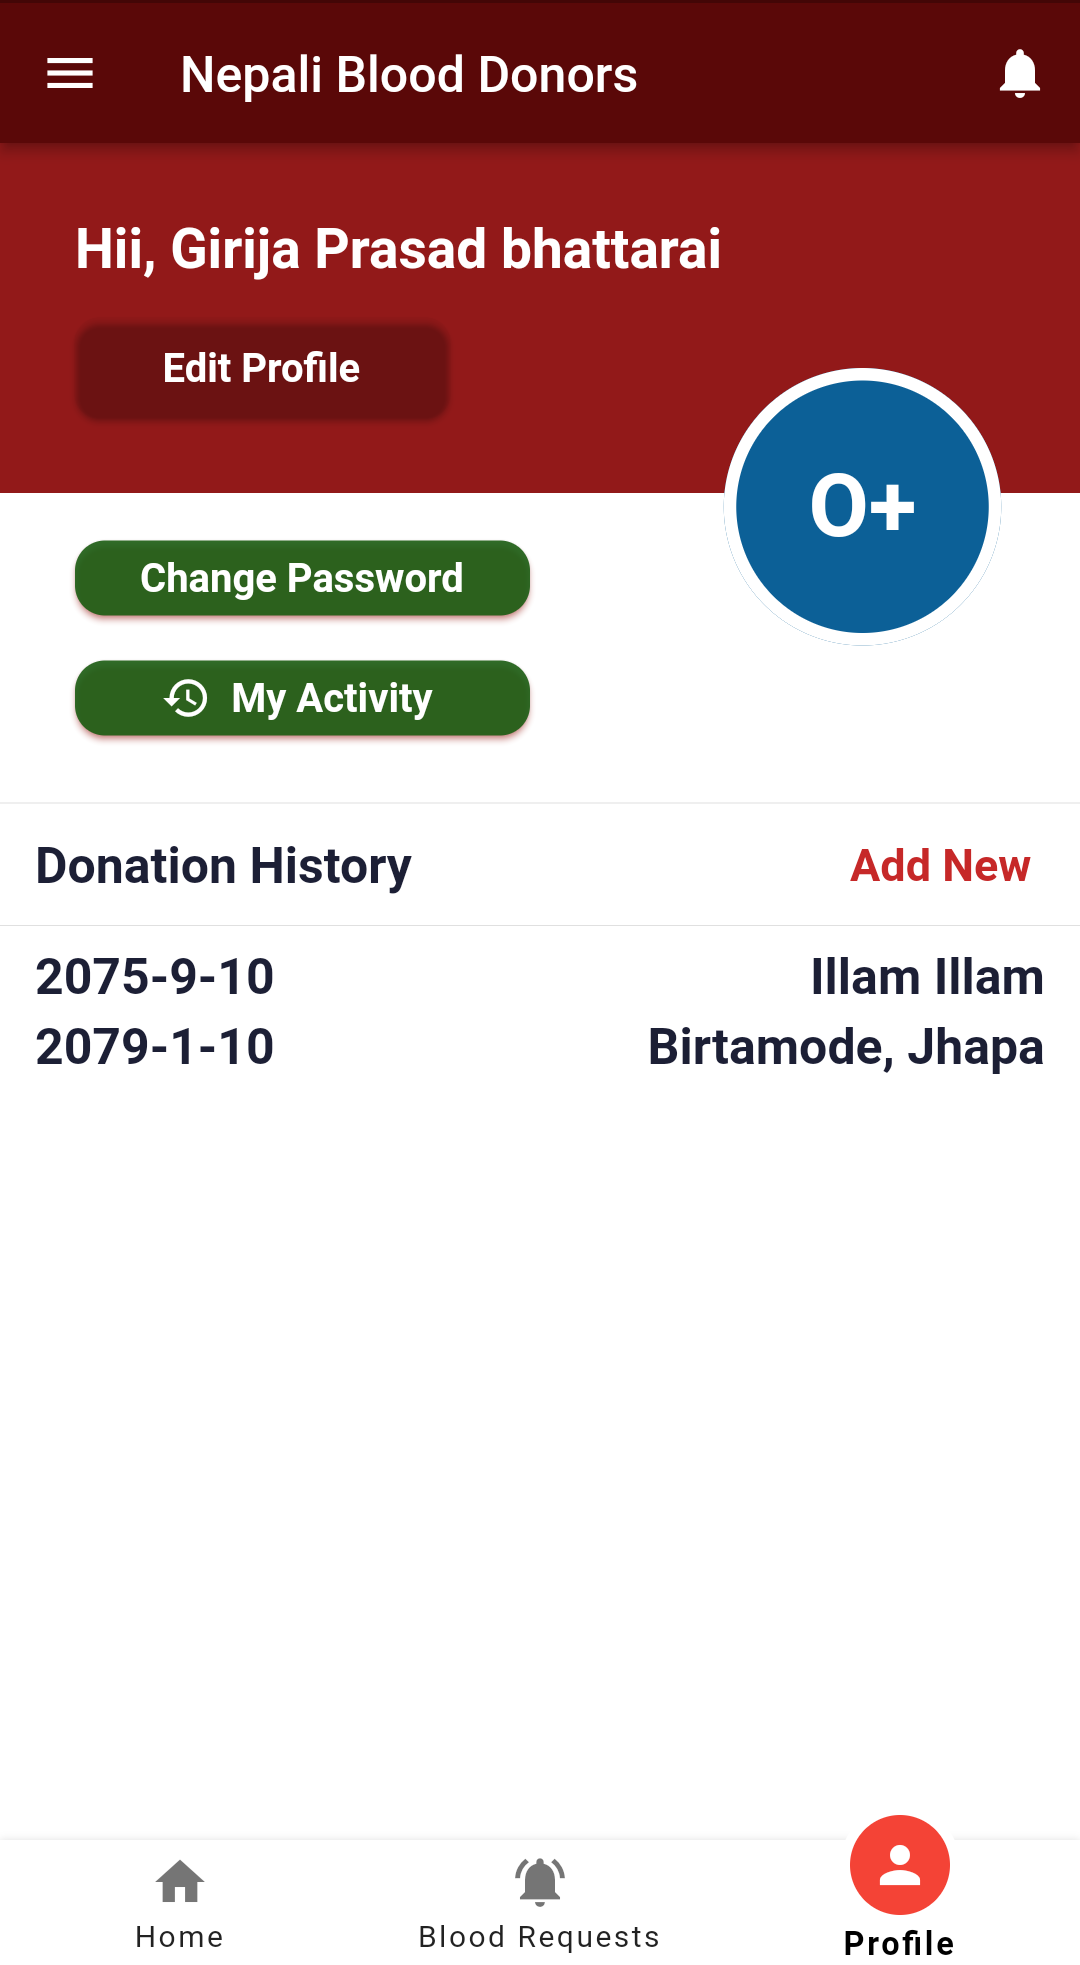 Nepali Blood Donors
Hii, Girija Prasad bhattarai
Edit Profile
O+
Change Password
My Activity
Donation History Add New
2075-9-10 Illam Illam
2079-1-10 Birtamode, Jhapa
Home Blood Requests Profile